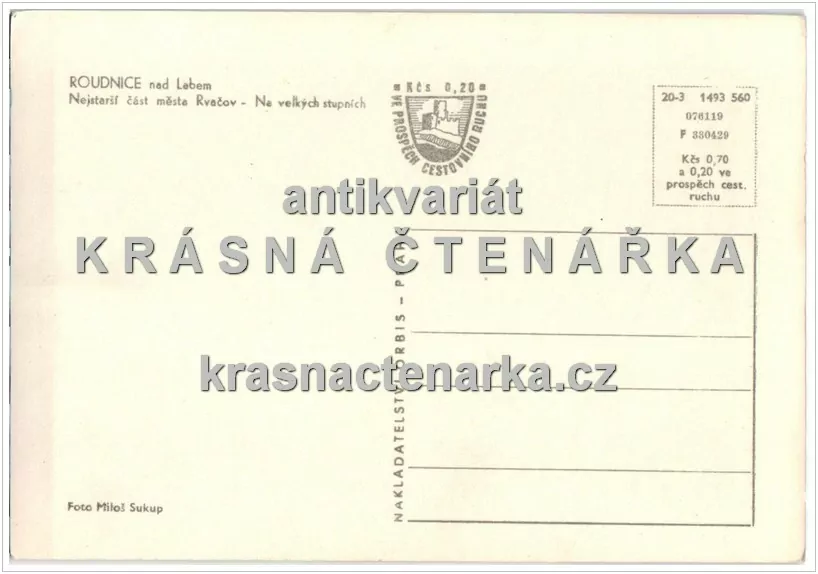 ROUDNICE nad Labem
Nejstarší část města Rvačov - Na velkých stupních
Kčs 0,20
VE PROSPĚCH CESTOVNÍHO RUCHU
20-3 1493 560
076119
F 330429
Kčs 0,70
a 0,20 ve
prospěch cest.
ruchu
antikvariát
KRÁSNÁ ČTENÁŘKA
krasnactenarka.cz
NAKLADATELSTVÍ ORBIS - PRAHA
Foto Miloš Sukup